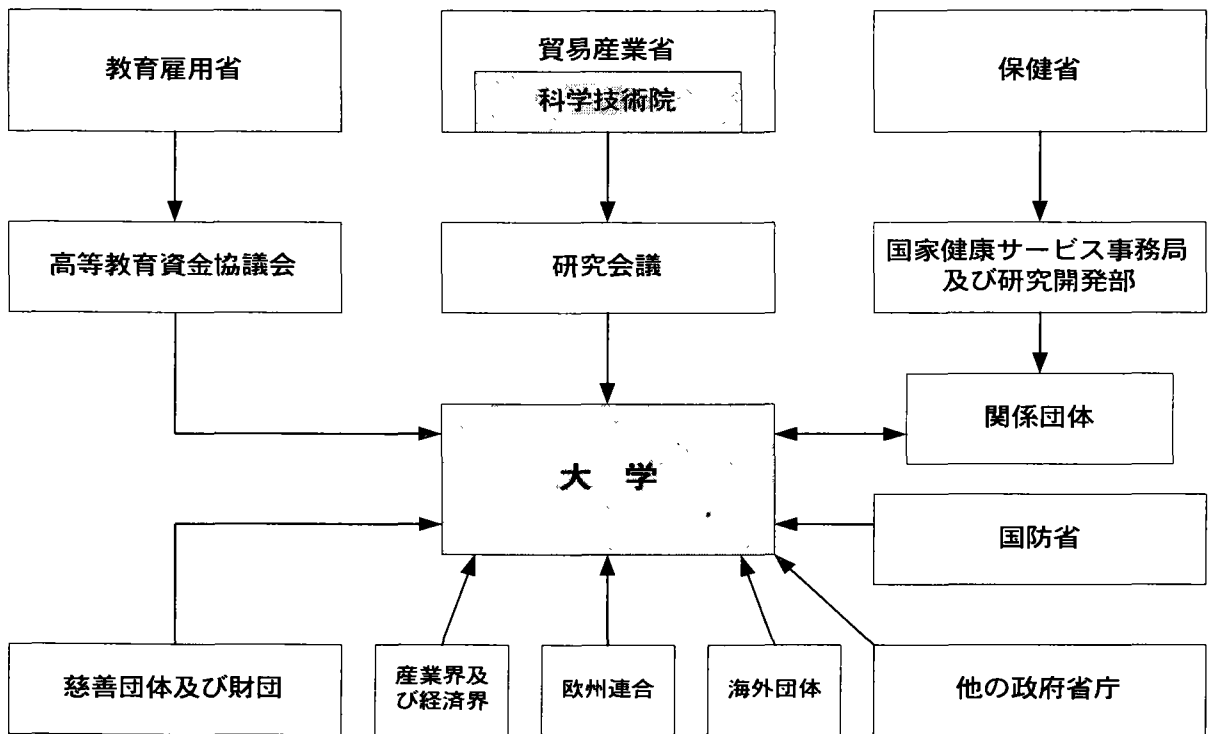 教育雇用省
貿易産業省
科学技術院
保健省
高等教育資金協議会
研究会議
国家健康サービス事務局
及び研究開発部
関係団体
大 学
国防省
慈善団体及び財団
産業界及
び経済界
欧州連合
海外団体
他の政府省庁